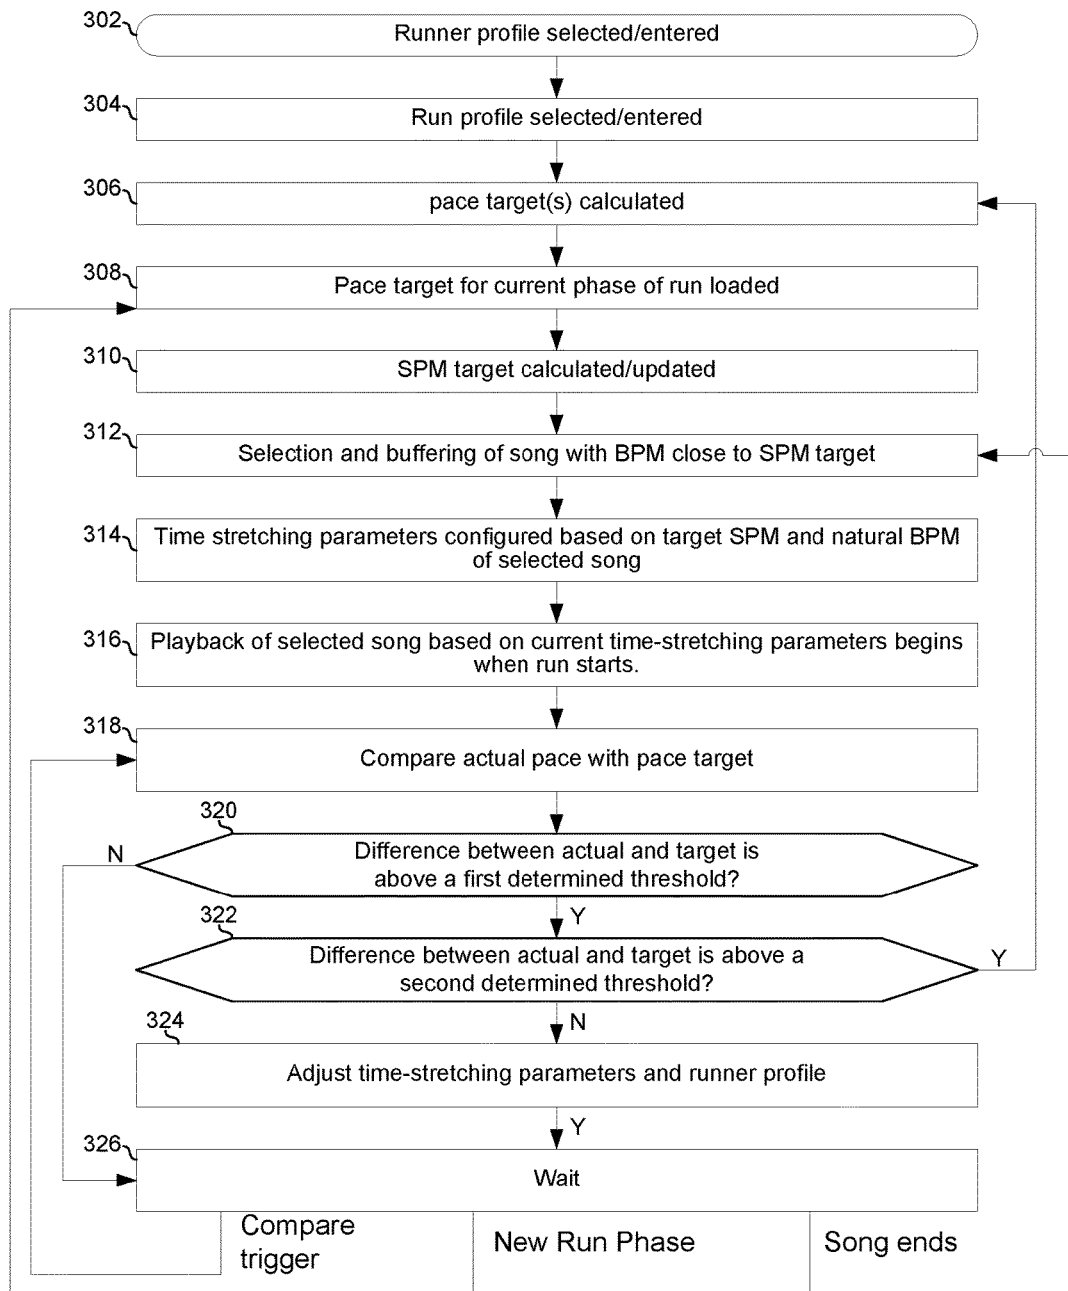 302
Runner profile selected/entered
304
Run profile selected/entered
306
pace target(s) calculated
308
Pace target for current phase of run loaded
310
SPM target calculated/updated
312
Selection and buffering of song with BPM close to SPM target
314
Time stretching parameters configured based on target SPM and natural BPM
of selected song
316
Playback of selected song based on current time-stretching parameters begins
when run starts.
318
Compare actual pace with pace target
320
N
Difference between actual and target is
above a first determined threshold?
Y
322
Difference between actual and target is above a
second determined threshold?
Y
N
324
Adjust time-stretching parameters and runner profile
Y
326
Wait
Compare
trigger
New Run Phase
Song ends